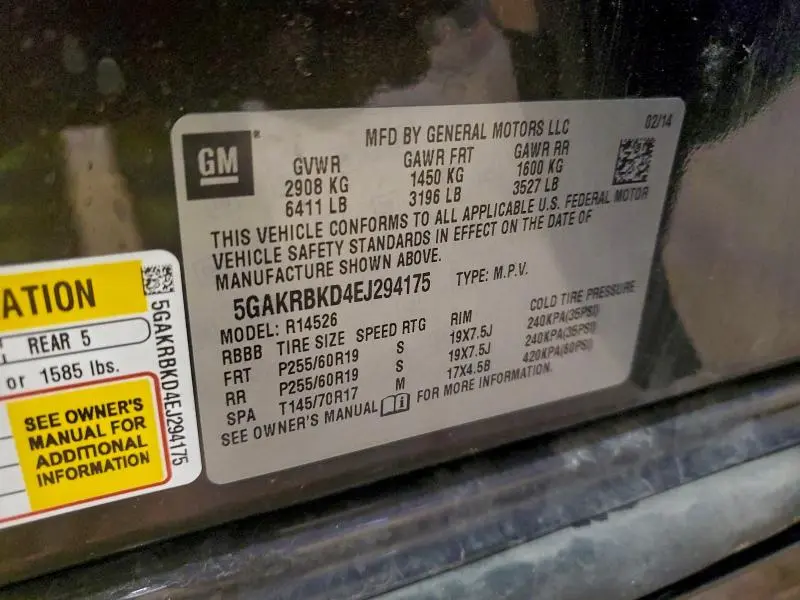 MFD BY GENERAL MOTORS LLC 02/14
GM
GVWR GAWR FRT GAWR RR
2908 KG 1450 KG 1600 KG
6411 LB 3196 LB 3527 LB
THIS VEHICLE CONFORMS TO ALL APPLICABLE U.S. FEDERAL MOTOR
VEHICLE SAFETY STANDARDS IN EFFECT ON THE DATE OF
MANUFACTURE SHOWN ABOVE.
5GAKRBKD4EJ294175 TYPE: M.P.V.
MODEL: R14526
RBBB TIRE SIZE SPEED RTG RIM COLD TIRE PRESSURE
FRT P255/60R19 S 19X7.5J 240KPA(35PSI)
RR P255/60R19 S 19X7.5J 240KPA(35PSI)
SPA T145/70R17 M 17X4.5B 420KPA(60PSI)
SEE OWNER'S MANUAL FOR MORE INFORMATION.
ATION
REAR 5
or 1585 lbs.
SEE OWNER'S
MANUAL FOR
ADDITIONAL
INFORMATION
5GAKRBKD4EJ294175